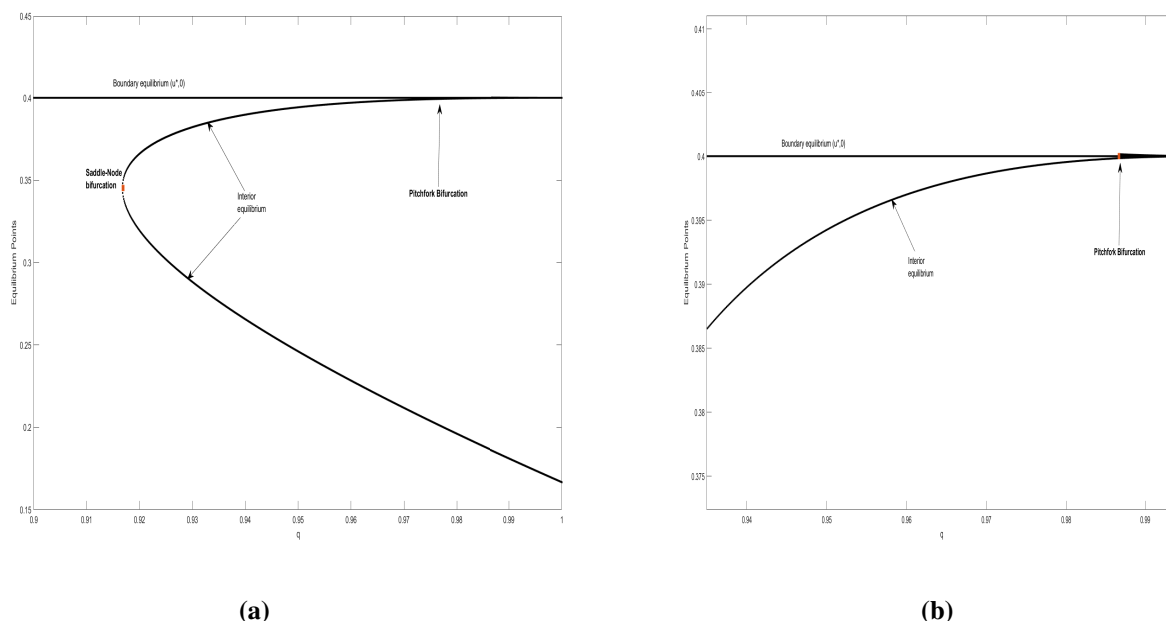 0.45
Boundary equilibrium (u*,0)
0.4
Saddle-Node
bifurcation
0.35
Interior
equilibrium
Pitchfork Bifurcation
Equilibrium Points
0.3
0.25
0.2
0.15
0.9 0.91 0.92 0.93 0.94 0.95 0.96 0.97 0.98 0.99 1
q
(a)
0.41
0.405
Boundary equilibrium (u*,0)
0.4
0.395
Pitchfork Bifurcation
Interior
equilibrium
Equilibrium Points
0.39
0.385
0.38
0.375
0.94 0.95 0.96 0.97 0.98 0.99
q
(b)